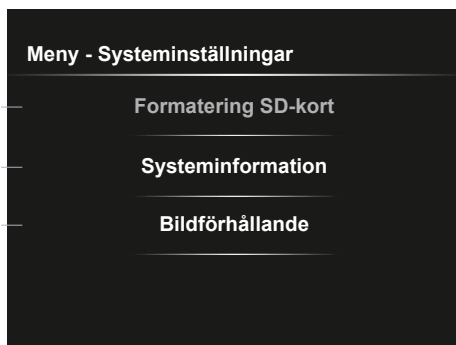 Meny - Systeminställningar
Formatering SD-kort
Systeminformation
Bildförhållande